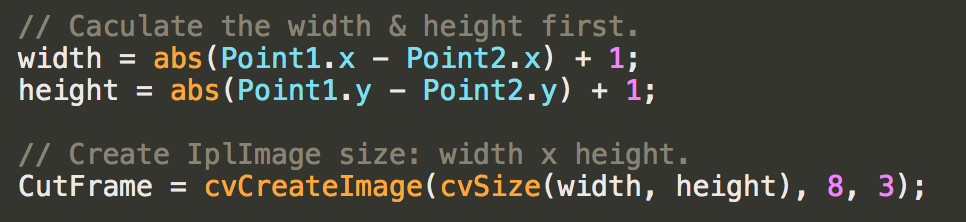 // Caculate the width & height first.
width = abs(Point1.x - Point2.x) + 1;
height = abs(Point1.y - Point2.y) + 1;
// Create IplImage size: width x height.
CutFrame = cvCreateImage(cvSize(width, height), 8, 3);